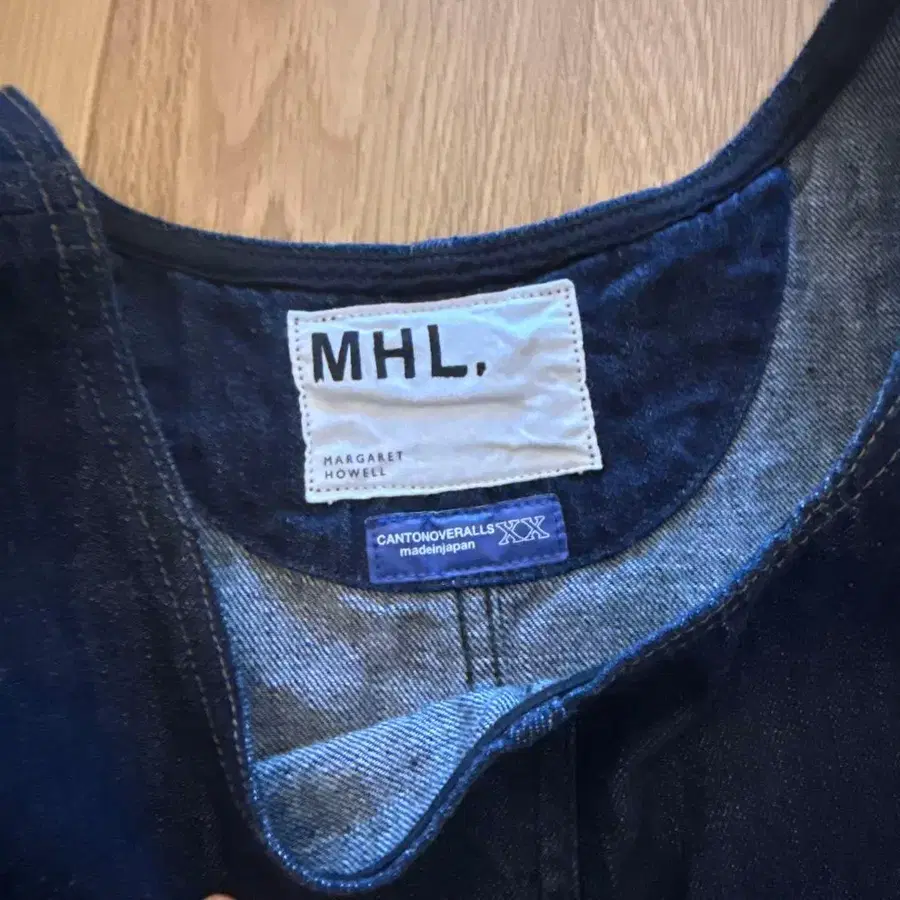 MHL.
MARGARET
HOWELL
CANTONOVERALLS XX
madeinjapan